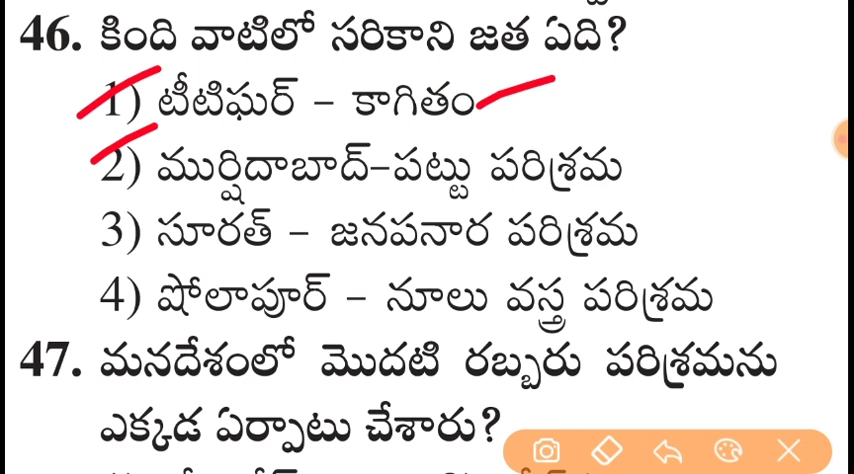 46. కింది వాటిలో సరికాని జత ఏది?
1) టీటిఘర్ – కాగితం
2) ముర్షిదాబాద్–పట్టు పరిశ్రమ
3) సూరత్ – జనపనార పరిశ్రమ
4) షోలాపూర్ – నూలు వస్త్ర పరిశ్రమ
47. మనదేశంలో మొదటి రబ్బరు పరిశ్రమను
ఎక్కడ ఏర్పాటు చేశారు?